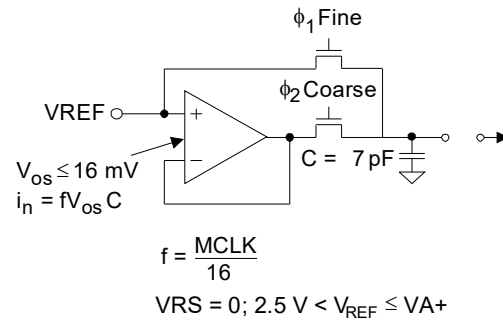 ϕ1 Fine
ϕ2 Coarse
VREF
+
−
Vos ≤ 16 mV
in = fVos C
C = 7 pF
f = MCLK
16
VRS = 0; 2.5 V < VREF ≤ VA+